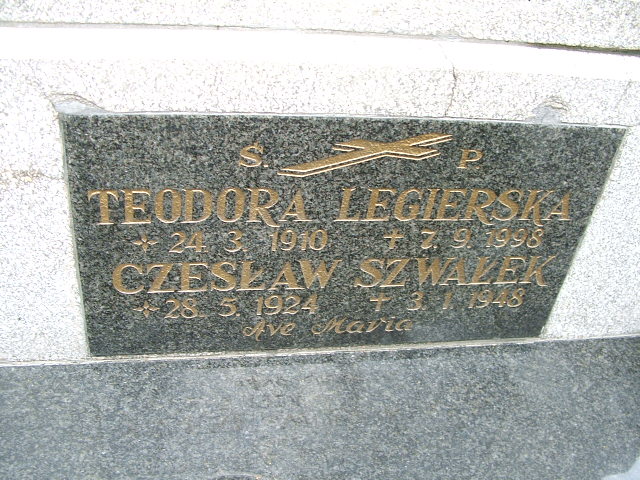 S. P
TEODORA LEGIERSKA
24. 3. 1910 7. 9. 1998
CZESŁAW SZWAŁEK
28. 5. 1924 3. 1. 1948
Ave Maria